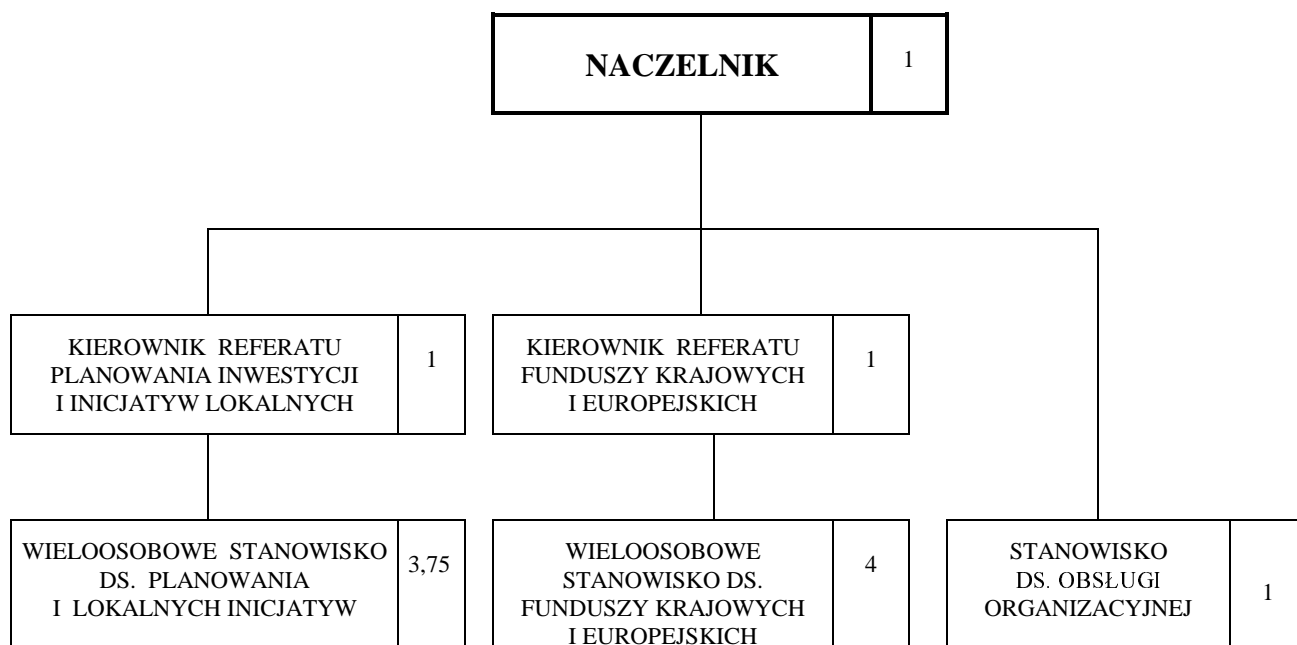 NACZELNIK
1
KIEROWNIK REFERATU
PLANOWANIA INWESTYCJI
I INICJATYW LOKALNYCH
1
KIEROWNIK REFERATU
FUNDUSZY KRAJOWYCH
I EUROPEJSKICH
1
WIELOOSOBOWE STANOWISKO
DS. PLANOWANIA
I LOKALNYCH INICJATYW
3,75
WIELOOSOBOWE
STANOWISKO DS.
FUNDUSZY KRAJOWYCH
I EUROPEJSKICH
4
STANOWISKO
DS. OBSŁUGI
ORGANIZACYJNEJ
1